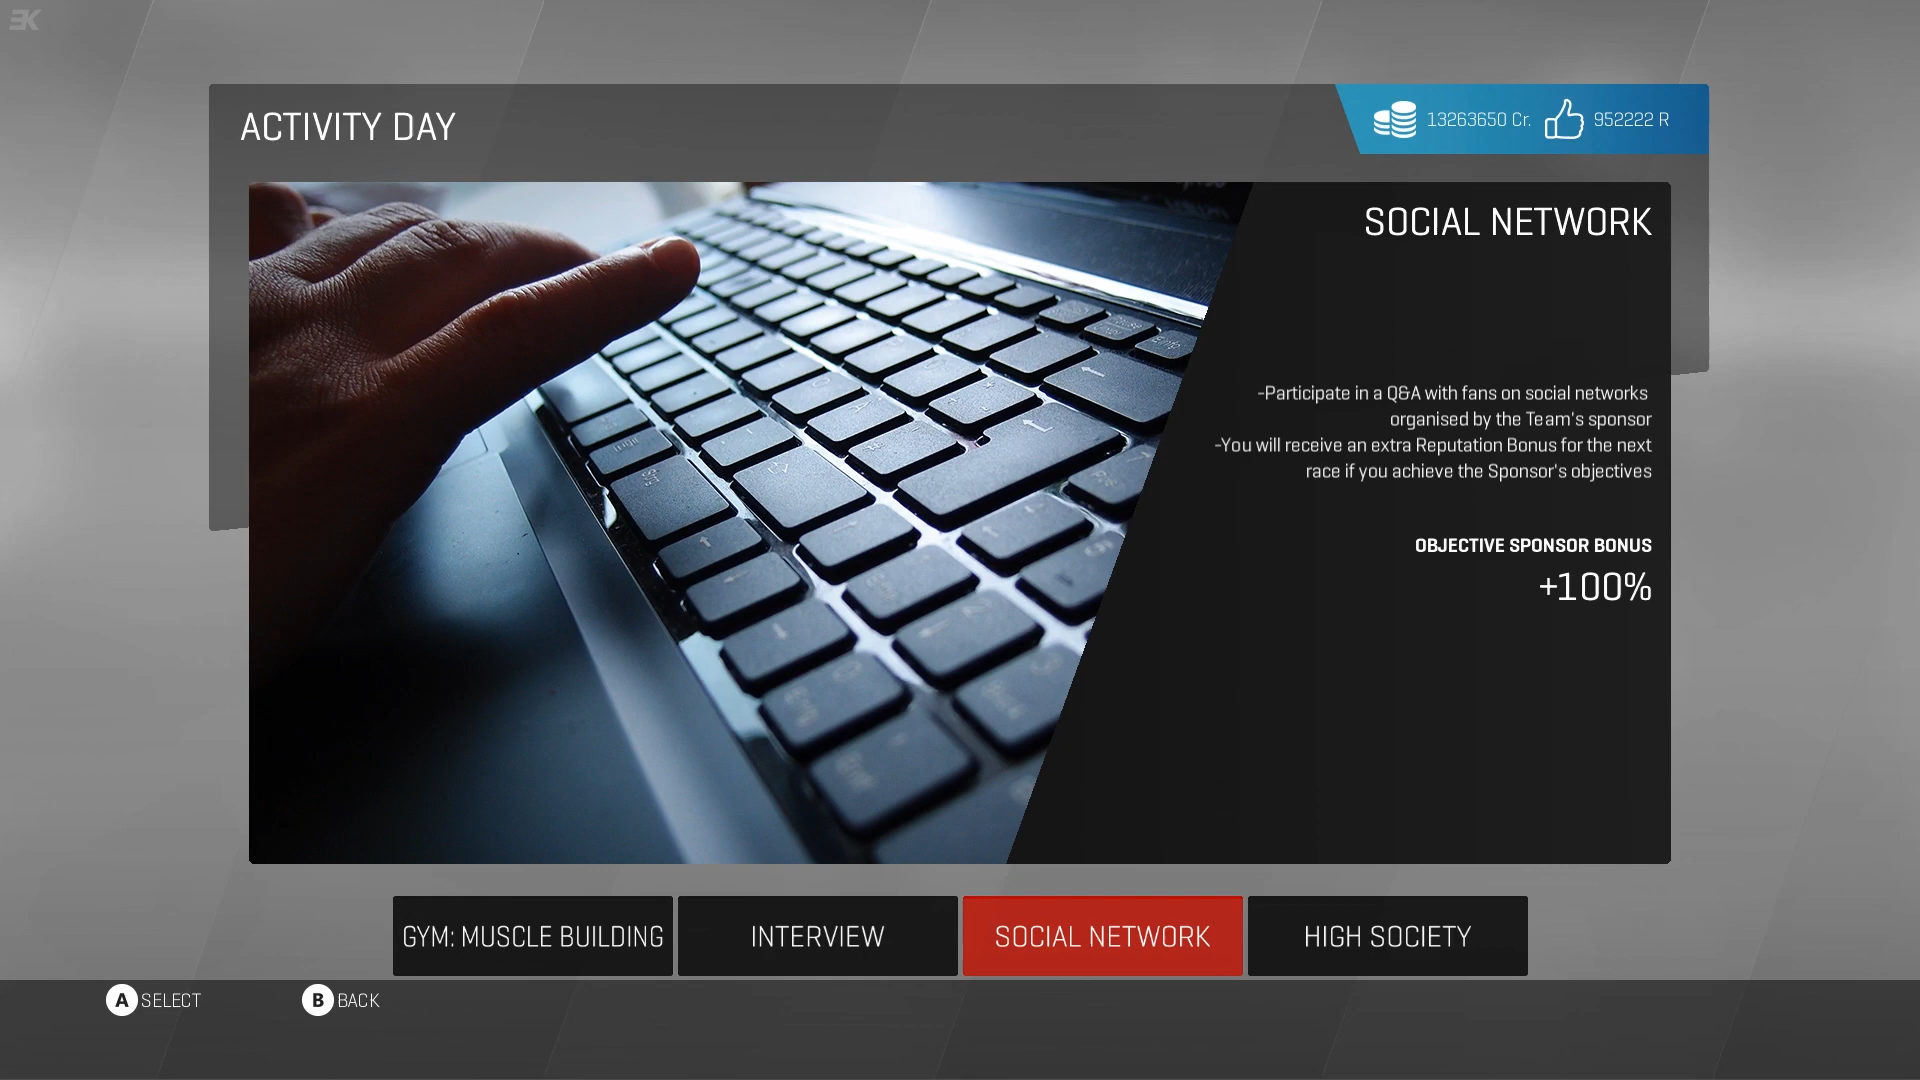 ACTIVITY DAY
13263650 Cr.
952222 R
SOCIAL NETWORK
-Participate in a Q&A with fans on social networks
organised by the Team's sponsor
-You will receive an extra Reputation Bonus for the next
race if you achieve the Sponsor's objectives
OBJECTIVE SPONSOR BONUS
+100%
GYM: MUSCLE BUILDING
INTERVIEW
SOCIAL NETWORK
HIGH SOCIETY
A SELECT
B BACK